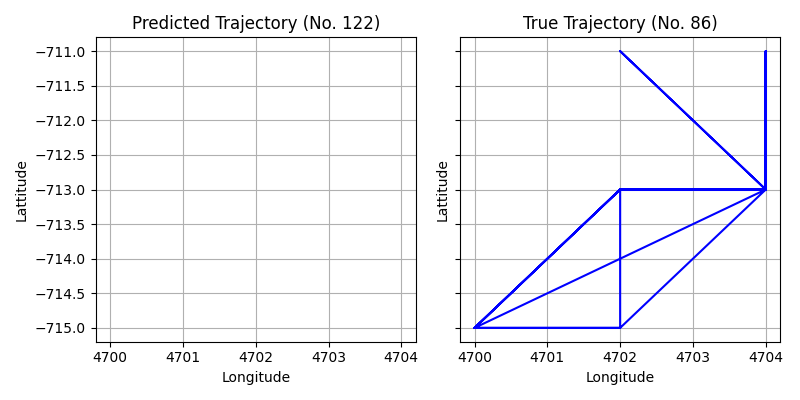 Predicted Trajectory (No. 122)
−711.0
−711.5
−712.0
−712.5
−713.0
−713.5
−714.0
−714.5
−715.0
Lattitude
4700 4701 4702 4703 4704
Longitude
True Trajectory (No. 86)
Lattitude
4700 4701 4702 4703 4704
Longitude